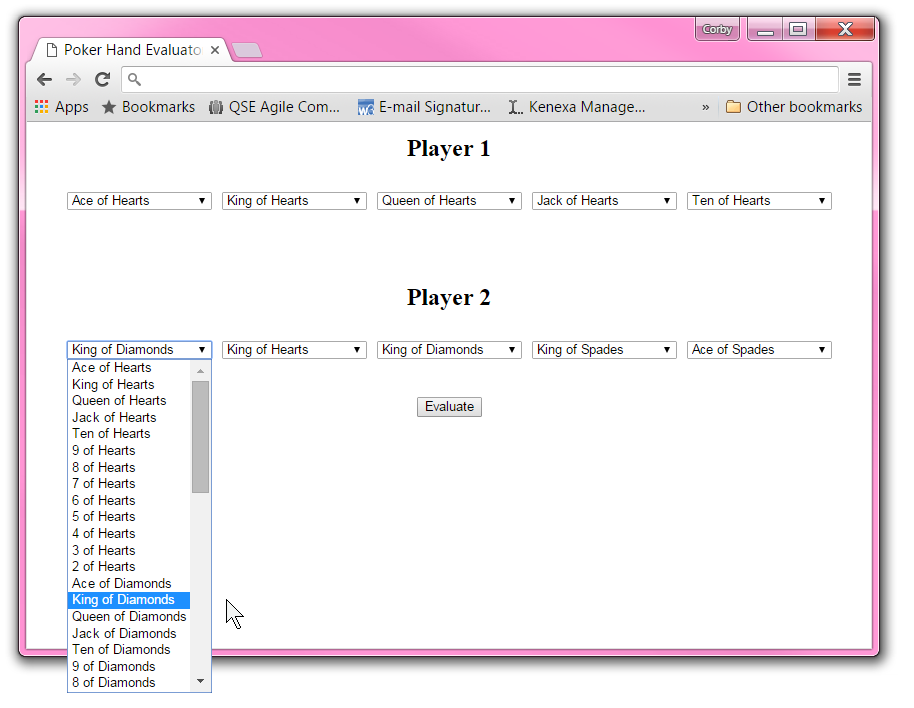 Corby
Poker Hand Evaluato
Apps Bookmarks QSE Agile Com... E-mail Signatur... Kenexa Manage... » Other bookmarks
Player 1
Ace of Hearts King of Hearts Queen of Hearts Jack of Hearts Ten of Hearts
Player 2
King of Diamonds King of Hearts King of Diamonds King of Spades Ace of Spades
Evaluate
Ace of Hearts
King of Hearts
Queen of Hearts
Jack of Hearts
Ten of Hearts
9 of Hearts
8 of Hearts
7 of Hearts
6 of Hearts
5 of Hearts
4 of Hearts
3 of Hearts
2 of Hearts
Ace of Diamonds
King of Diamonds
Queen of Diamonds
Jack of Diamonds
Ten of Diamonds
9 of Diamonds
8 of Diamonds